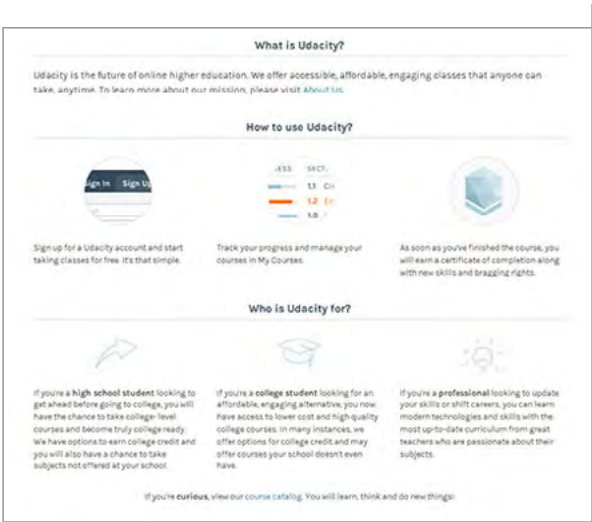 What is Udacity?
Udacity is the future of online higher education. We offer accessible, affordable, engaging classes that anyone can
take, anytime. To learn more about our mission, please visit About Us.
How to use Udacity?
Sign In Sign Up
JESS SECT.
1.1
1.2
Sign up for a Udacity account and start
taking classes for free. It's that simple.
Track your progress and manage your
courses in My Courses.
As soon as you've finished the course, you
will earn a certificate of completion along
with new skills and bragging rights.
Who is Udacity for?
If you're a high school student looking to
get ahead before going to college, you will
have the chance to take college-level
courses and become truly college ready.
We have options to earn college credit and
you will also have a chance to take
subjects not offered at your school.
If you're a college student looking for an
affordable, engaging alternative, you now
have access to lower cost and high quality
college courses. In many instances, we
offer options for college credit and may
offer courses your school doesn't even
have.
If you're a professional looking to update
your skills or shift careers, you can learn
modern technologies and skills with the
most up-to-date curriculum from great
teachers who are passionate about their
subjects.
If you're curious, view our course catalog. You will learn, think and do new things!